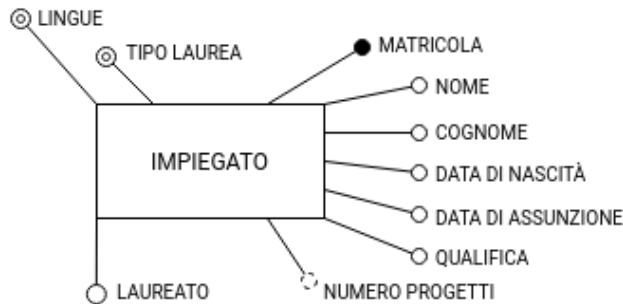 LINGUE
TIPO LAUREA
MATRICOLA
NOME
COGNOME
IMPIEGATO
DATA DI NASCITÀ
DATA DI ASSUNZIONE
QUALIFICA
LAUREATO
NUMERO PROGETTI